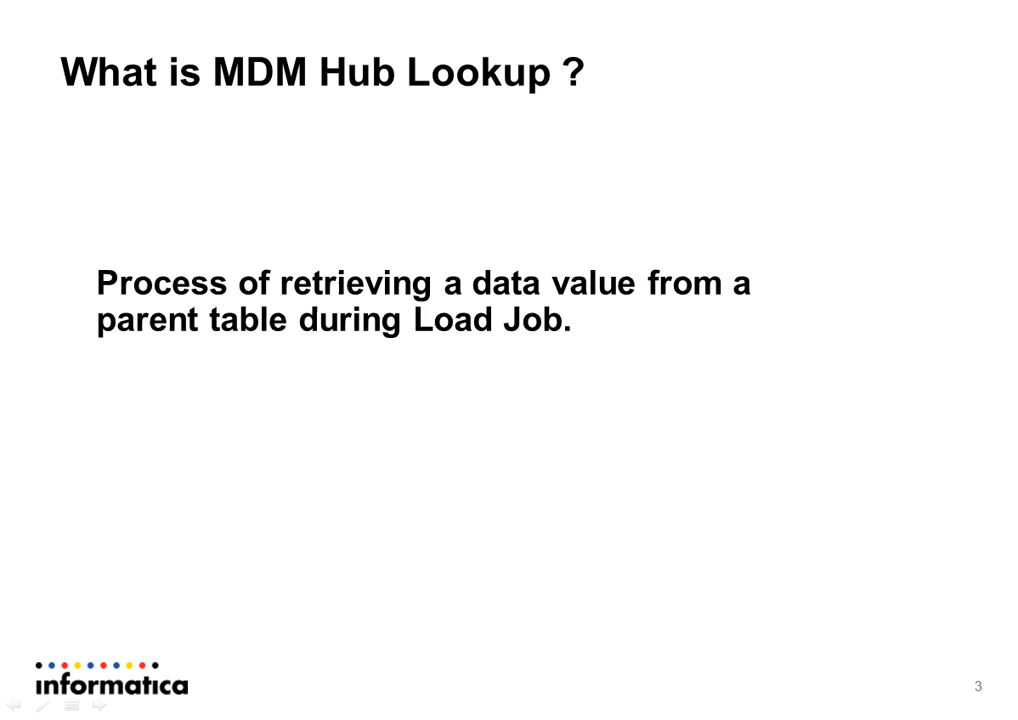 What is MDM Hub Lookup ?
Process of retrieving a data value from a
parent table during Load Job.
informatica
3